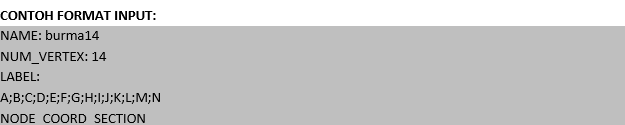 CONTOH FORMAT INPUT:
NAME: burma14
NUM_VERTEX: 14
LABEL:
A;B;C;D;E;F;G;H;I;J;K;L;M;N
NODE_COORD_SECTION